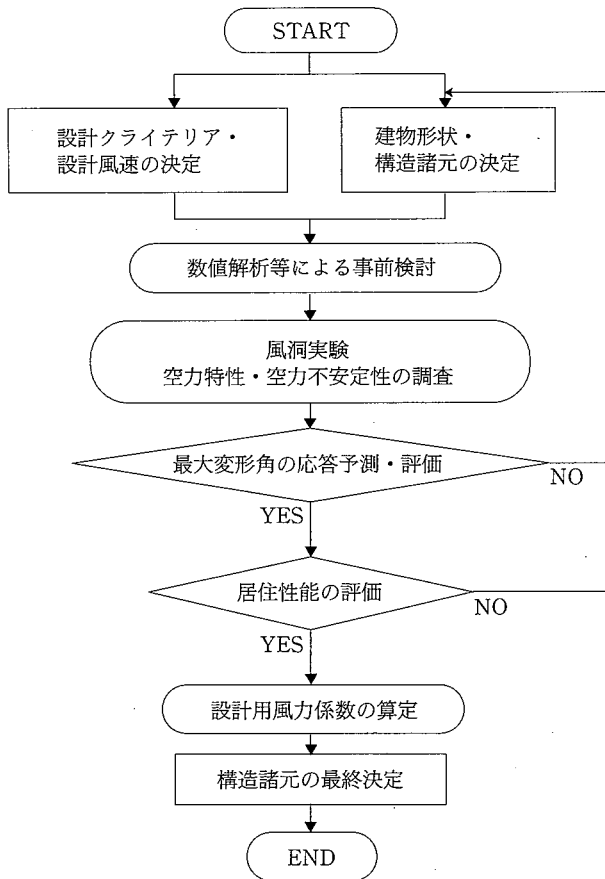 START
設計クライテリア・
設計風速の決定
建物形状・
構造諸元の決定
数値解析等による事前検討
風洞実験
空力特性・空力不安定性の調査
最大変形角の応答予測・評価
NO
YES
居住性能の評価
NO
YES
設計用風力係数の算定
構造諸元の最終決定
END